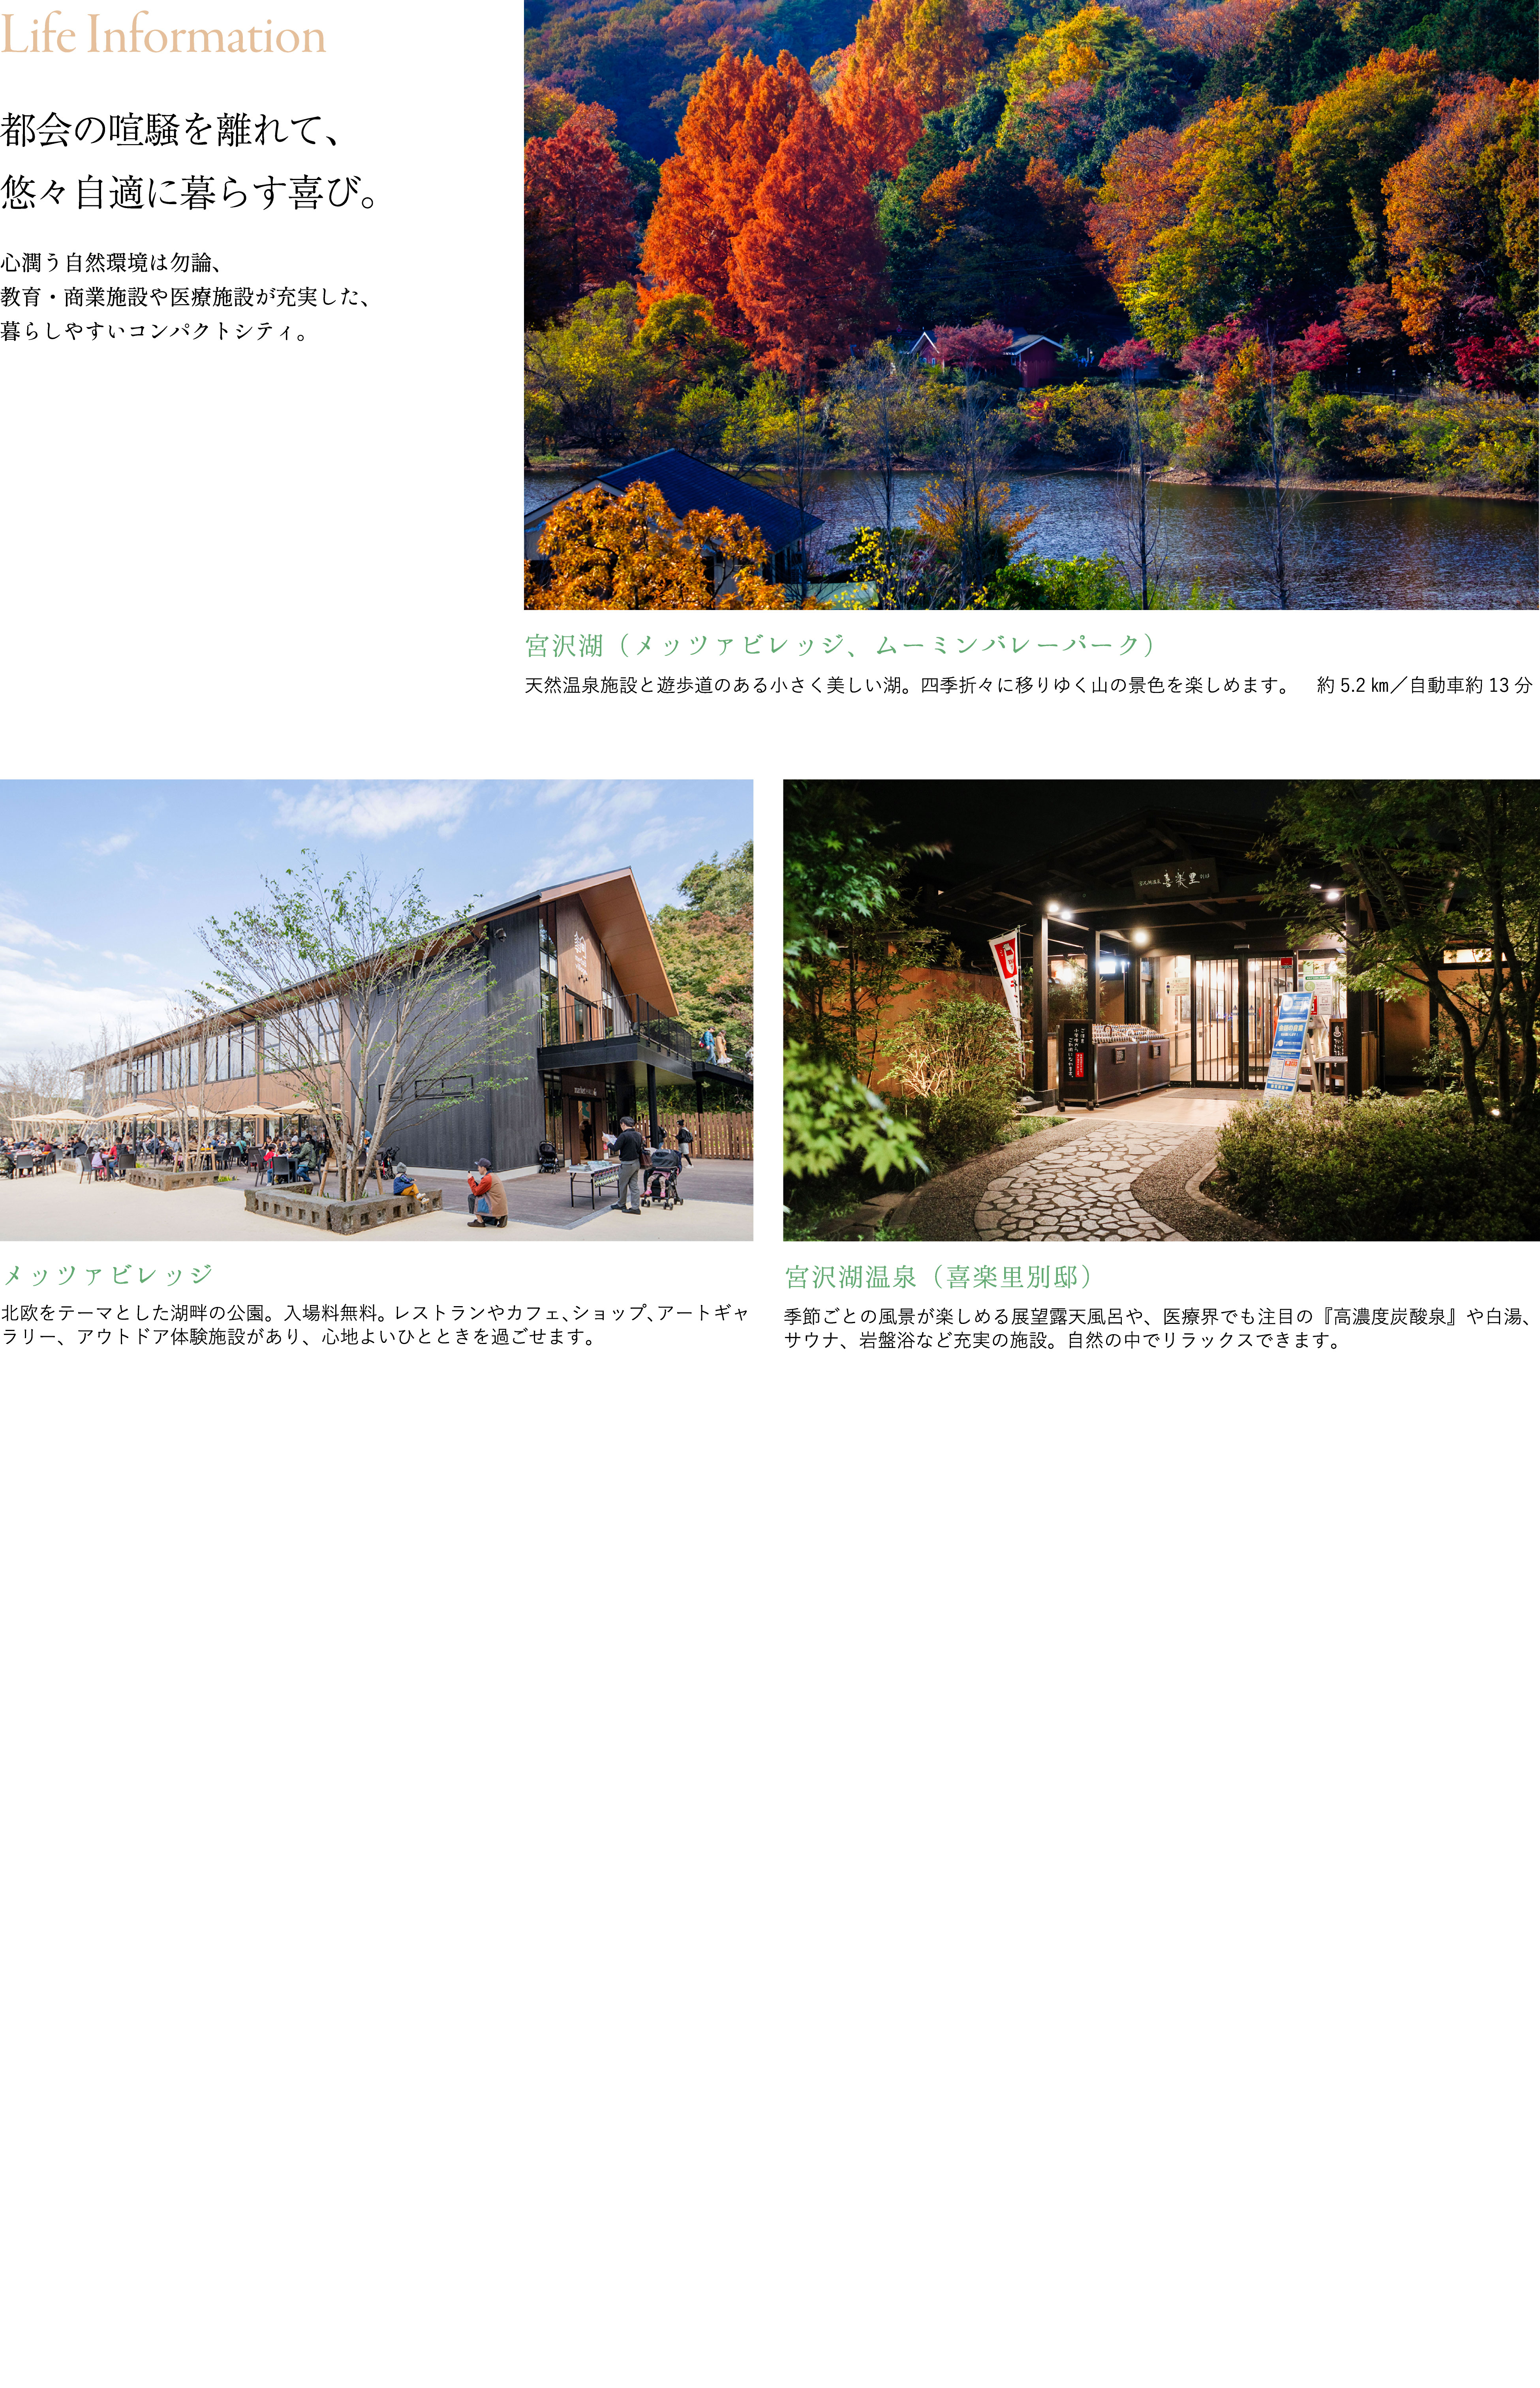 Life Information
都会の喧騒を離れて、
悠々自適に暮らす喜び。
心潤う自然環境は勿論、
教育・商業施設や医療施設が充実した、
暮らしやすいコンパクトシティ。
宮沢湖（メッツァビレッジ、ムーミンバレーパーク）
天然温泉施設と遊歩道のある小さく美しい湖。四季折々に移りゆく山の景色を楽しめます。　約 5.2 ㎞／自動車約 13 分
宮沢湖温泉 喜楽里 別邸
market
メッツァビレッジ
北欧をテーマとした湖畔の公園。入場料無料。レストランやカフェ、ショップ、アートギャ
ラリー、アウトドア体験施設があり、心地よいひとときを過ごせます。
宮沢湖温泉（喜楽里別邸）
季節ごとの風景が楽しめる展望露天風呂や、医療界でも注目の『高濃度炭酸泉』や白湯、
サウナ、岩盤浴など充実の施設。自然の中でリラックスできます。